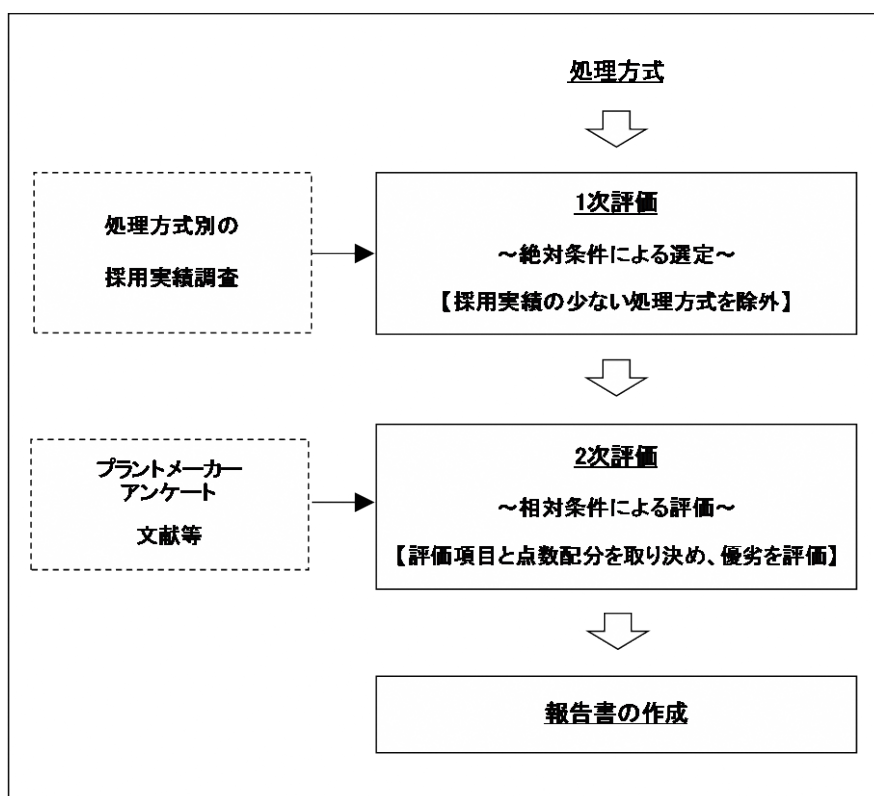 処理方式
処理方式別の
採用実績調査
1次評価
～絶対条件による選定～
【採用実績の少ない処理方式を除外】
プラントメーカー
アンケート
文献等
2次評価
～相対条件による評価～
【評価項目と点数配分を取り決め、優劣を評価】
報告書の作成